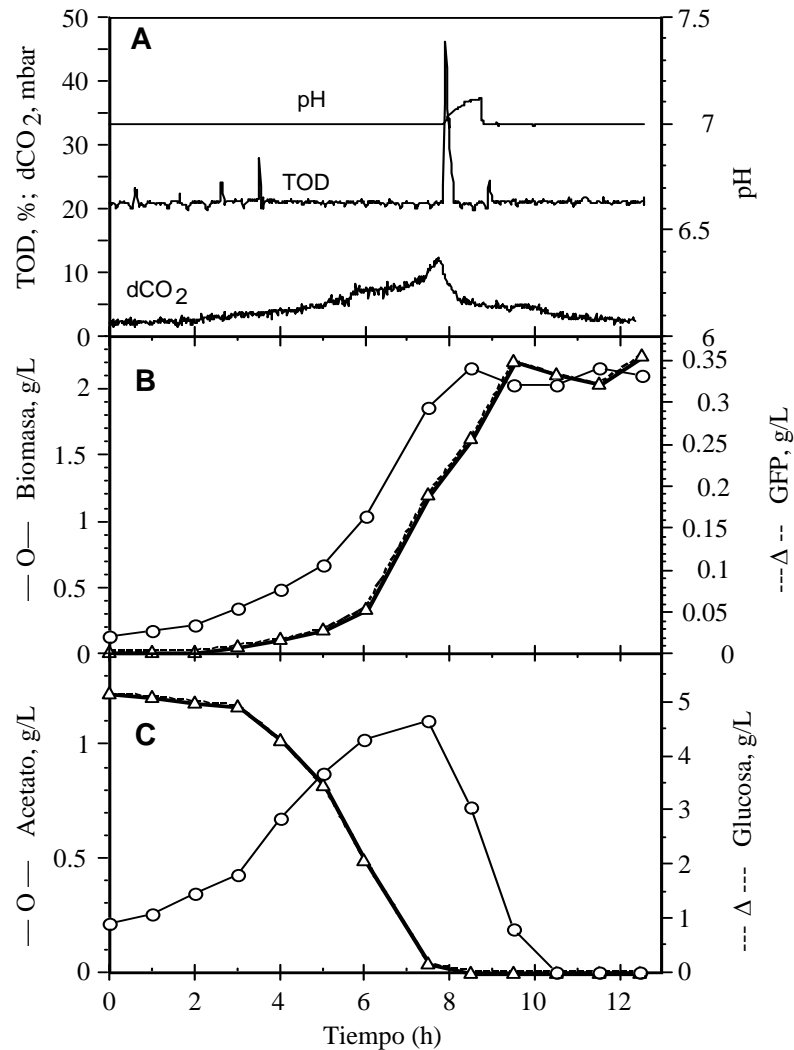 A
TOD, %; dCO2, mbar
50
40
30
20
10
0
pH
TOD
dCO2
7.5
7
6.5
6
pH
B
— O— Biomasa, g/L
2
1.5
1
0.5
0
0.35
0.3
0.25
0.2
0.15
0.1
0.05
0
---Δ -- GFP, g/L
C
— O — Acetato, g/L
1
0.5
0
5
4
3
2
1
0
--- Δ --- Glucosa, g/L
0 2 4 6 8 10 12
Tiempo (h)